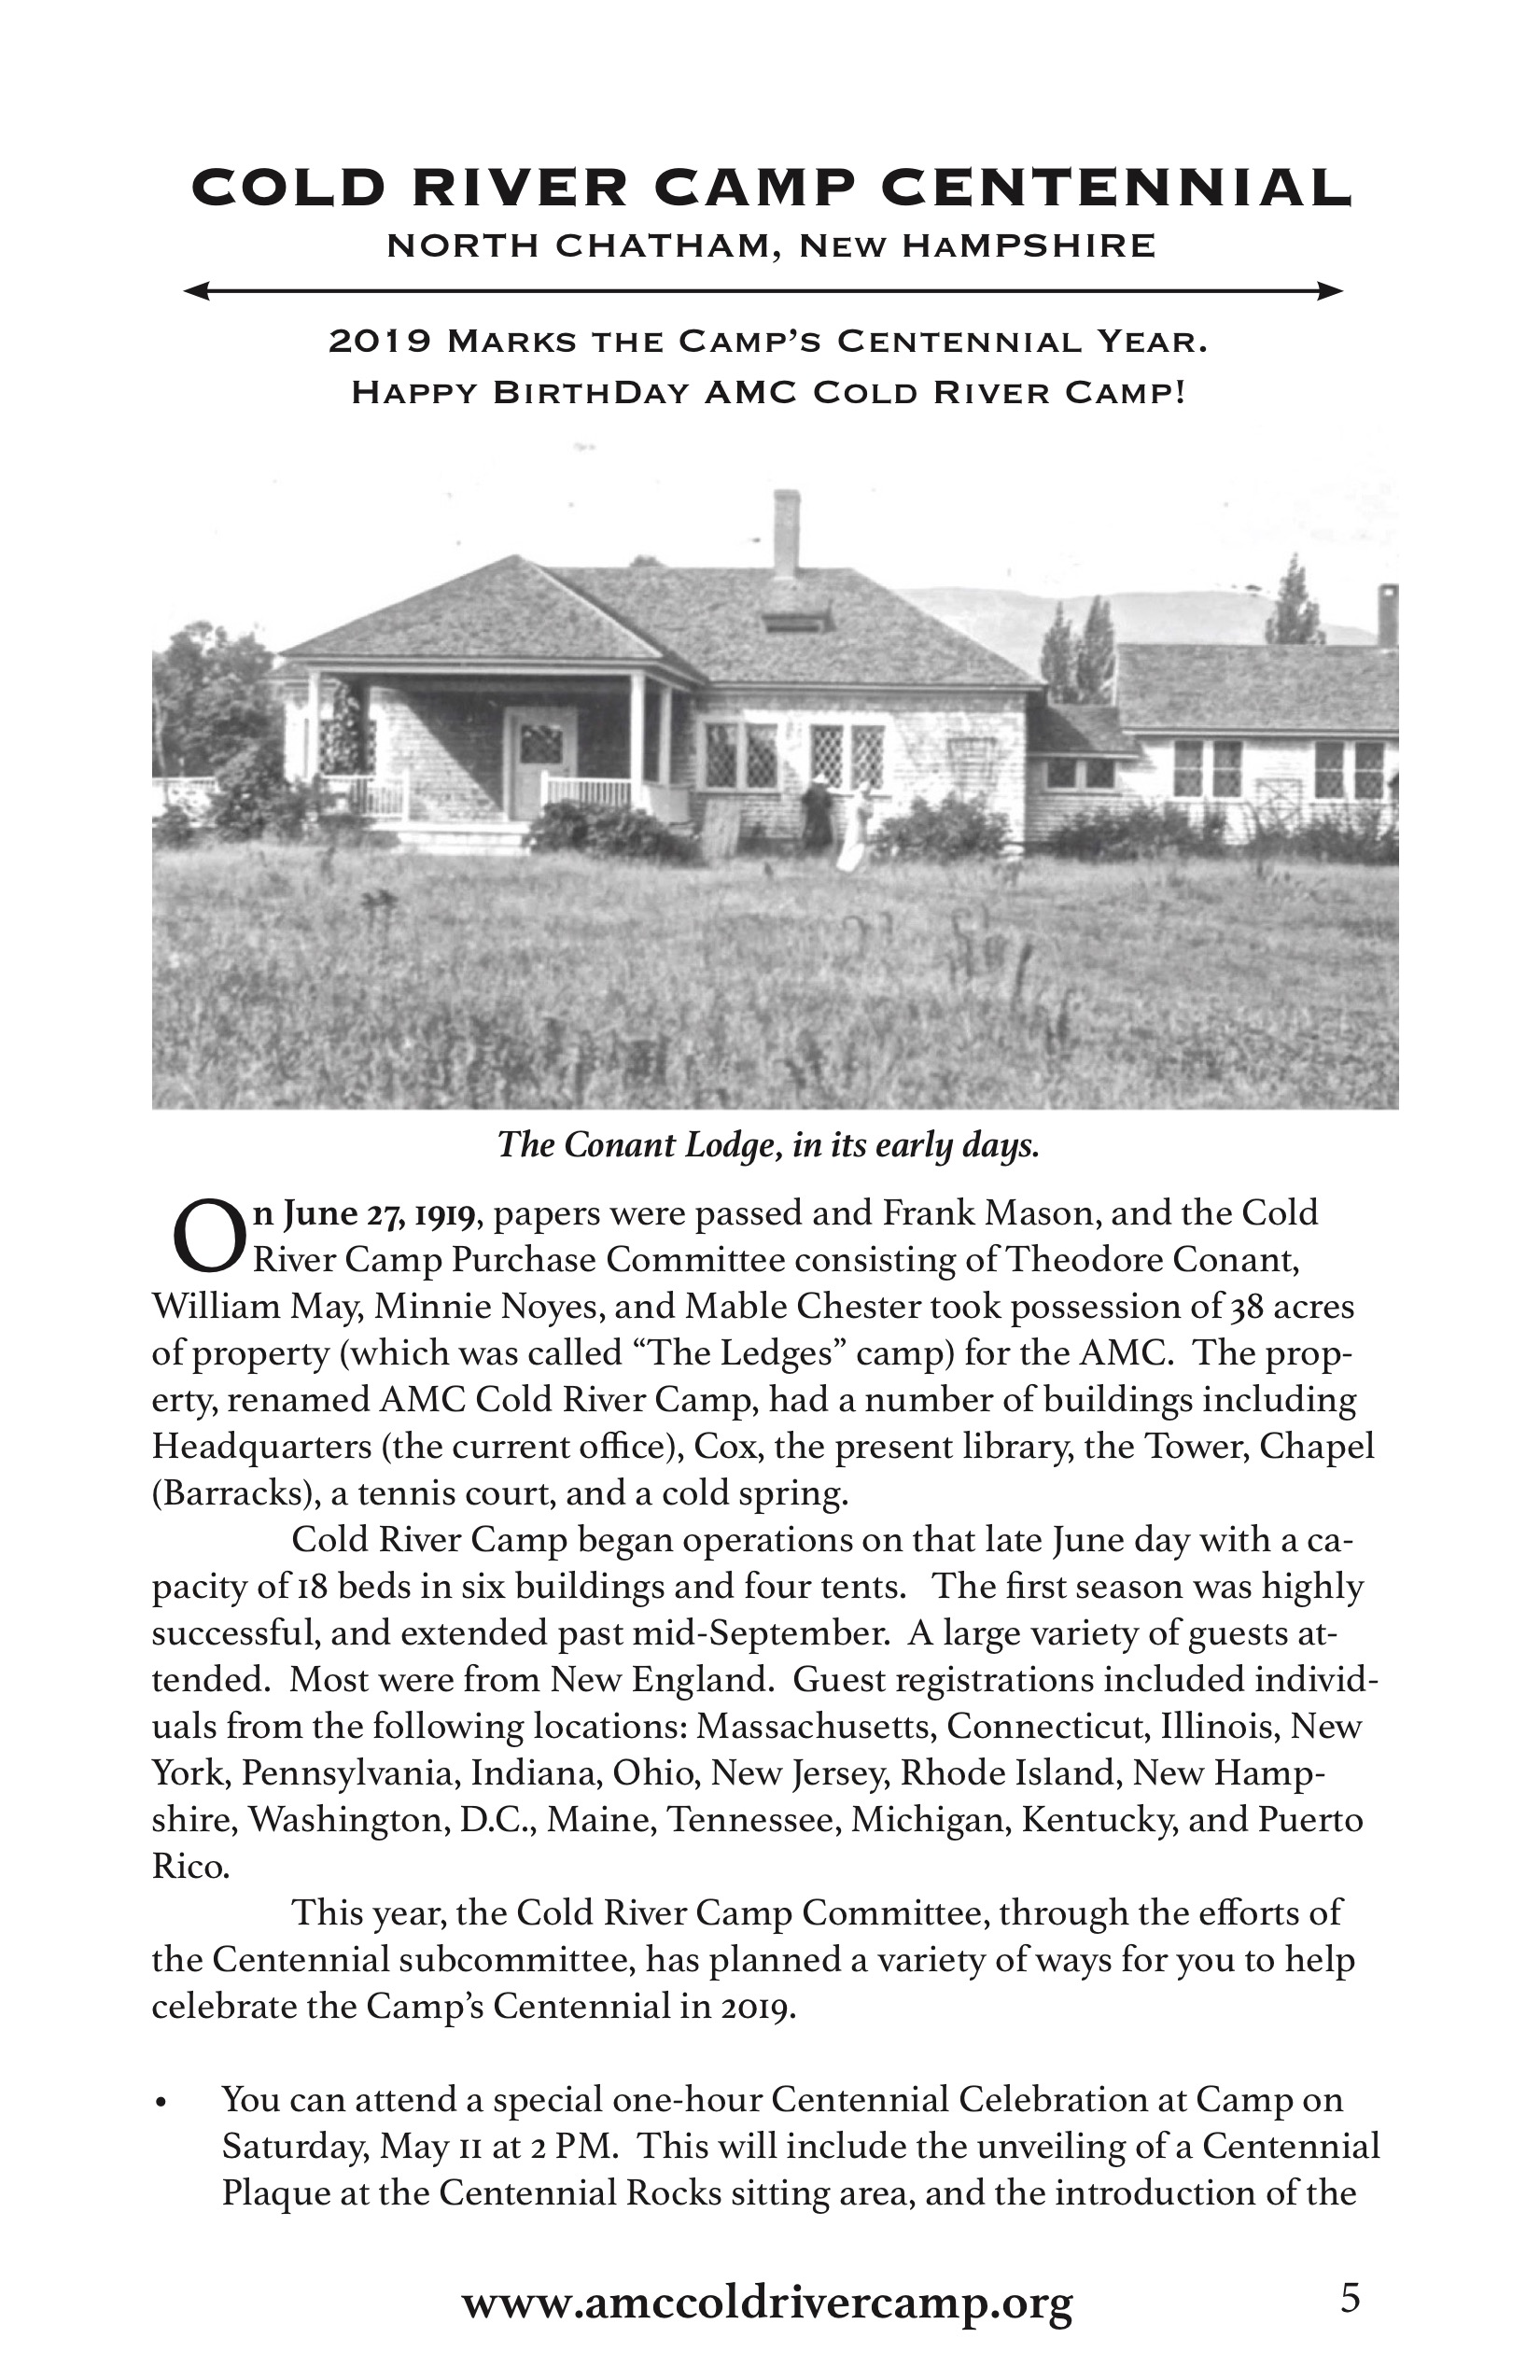 COLD RIVER CAMP CENTENNIAL
NORTH CHATHAM, NEW HAMPSHIRE
2019 MARKS THE CAMP'S CENTENNIAL YEAR.
HAPPY BIRTHDAY AMC COLD RIVER CAMP!
The Conant Lodge, in its early days.
On June 27, 1919, papers were passed and Frank Mason, and the Cold
River Camp Purchase Committee consisting of Theodore Conant,
William May, Minnie Noyes, and Mable Chester took possession of 38 acres
of property (which was called “The Ledges” camp) for the AMC.  The prop-
erty, renamed AMC Cold River Camp, had a number of buildings including
Headquarters (the current office), Cox, the present library, the Tower, Chapel
(Barracks), a tennis court, and a cold spring.
Cold River Camp began operations on that late June day with a ca-
pacity of 18 beds in six buildings and four tents.   The first season was highly
successful, and extended past mid-September.  A large variety of guests at-
tended.  Most were from New England.  Guest registrations included individ-
uals from the following locations: Massachusetts, Connecticut, Illinois, New
York, Pennsylvania, Indiana, Ohio, New Jersey, Rhode Island, New Hamp-
shire, Washington, D.C., Maine, Tennessee, Michigan, Kentucky, and Puerto
Rico.
This year, the Cold River Camp Committee, through the efforts of
the Centennial subcommittee, has planned a variety of ways for you to help
celebrate the Camp’s Centennial in 2019.
• You can attend a special one-hour Centennial Celebration at Camp on
Saturday, May 11 at 2 PM.  This will include the unveiling of a Centennial
Plaque at the Centennial Rocks sitting area, and the introduction of the
www.amccoldrivercamp.org 5